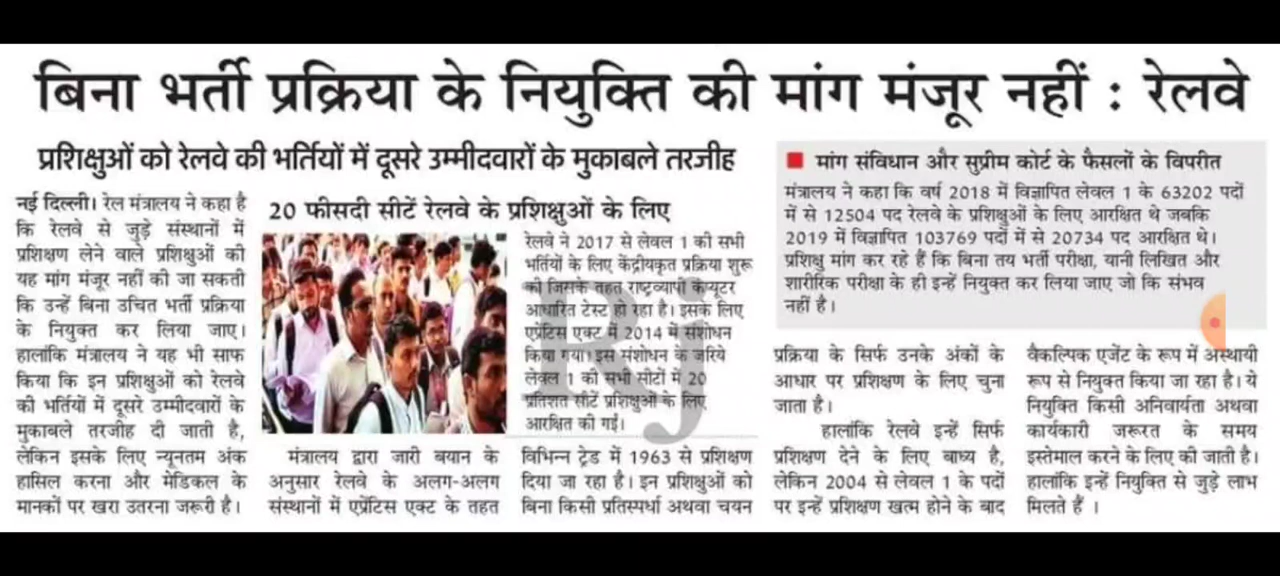 बिना भर्ती प्रक्रिया के नियुक्ति की मांग मंजूर नहीं : रेलवे
प्रशिक्षुओं को रेलवे की भर्तियों में दूसरे उम्मीदवारों के मुकाबले तरजीह
नई दिल्ली। रेल मंत्रालय ने कहा है
कि रेलवे से जुड़े संस्थानों में
प्रशिक्षण लेने वाले प्रशिक्षुओं की
यह मांग मंजूर नहीं की जा सकती
कि उन्हें बिना उचित भर्ती प्रक्रिया
के नियुक्त कर लिया जाए।
हालांकि मंत्रालय ने यह भी साफ
किया कि इन प्रशिक्षुओं को रेलवे
की भर्तियों में दूसरे उम्मीदवारों के
मुकाबले तरजीह दी जाती है,
लेकिन इसके लिए न्यूनतम अंक
हासिल करना और मेडिकल के
मानकों पर खरा उतरना जरूरी है।
20 फीसदी सीटें रेलवे के प्रशिक्षुओं के लिए
रेलवे ने 2017 से लेवल 1 की सभी
भर्तियों के लिए केंद्रीयकृत प्रक्रिया शुरू
की जिसके तहत राष्ट्रव्यापी कंप्यूटर
आधारित टेस्ट हो रहा है। इसके लिए
एप्रेंटिस एक्ट में 2014 में संशोधन
किया गया। इस संशोधन के जरिये
लेवल 1 की सभी सीटों में 20
प्रतिशत सीटें प्रशिक्षुओं के लिए
आरक्षित की गईं।
मंत्रालय द्वारा जारी बयान के
अनुसार रेलवे के अलग-अलग
संस्थानों में एप्रेंटिस एक्ट के तहत
विभिन्न ट्रेड में 1963 से प्रशिक्षण
दिया जा रहा है। इन प्रशिक्षुओं को
बिना किसी प्रतिस्पर्धा अथवा चयन
मांग संविधान और सुप्रीम कोर्ट के फैसलों के विपरीत
मंत्रालय ने कहा कि वर्ष 2018 में विज्ञापित लेवल 1 के 63202 पदों
में से 12504 पद रेलवे के प्रशिक्षुओं के लिए आरक्षित थे जबकि
2019 में विज्ञापित 103769 पदों में से 20734 पद आरक्षित थे।
प्रशिक्षु मांग कर रहे हैं कि बिना तय भर्ती परीक्षा, यानी लिखित और
शारीरिक परीक्षा के ही इन्हें नियुक्त कर लिया जाए जो कि संभव
नहीं है।
प्रक्रिया के सिर्फ उनके अंकों के
आधार पर प्रशिक्षण के लिए चुना
जाता है।
हालांकि रेलवे इन्हें सिर्फ
प्रशिक्षण देने के लिए बाध्य है,
लेकिन 2004 से लेवल 1 के पदों
पर इन्हें प्रशिक्षण खत्म होने के बाद
वैकल्पिक एजेंट के रूप में अस्थायी
रूप से नियुक्त किया जा रहा है। ये
नियुक्ति किसी अनिवार्यता अथवा
कार्यकारी जरूरत के समय
इस्तेमाल करने के लिए की जाती है।
हालांकि इन्हें नियुक्ति से जुड़े लाभ
मिलते हैं ।
Rj